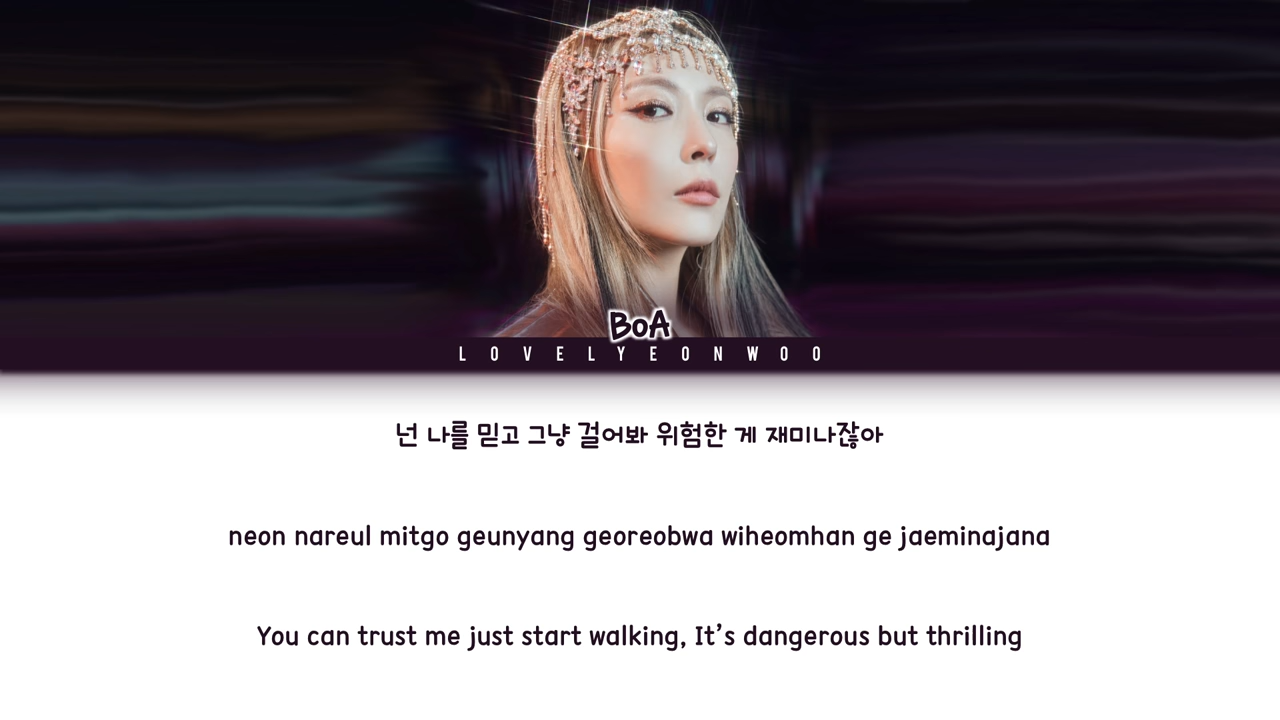 BoA
LOVELYEONWOO
넌 나를 믿고 그냥 걸어봐 위험한 게 재미나잖아
neon nareul mitgo geunyang georeobwa wiheomhan ge jaeminajana
You can trust me just start walking, It’s dangerous but thrilling